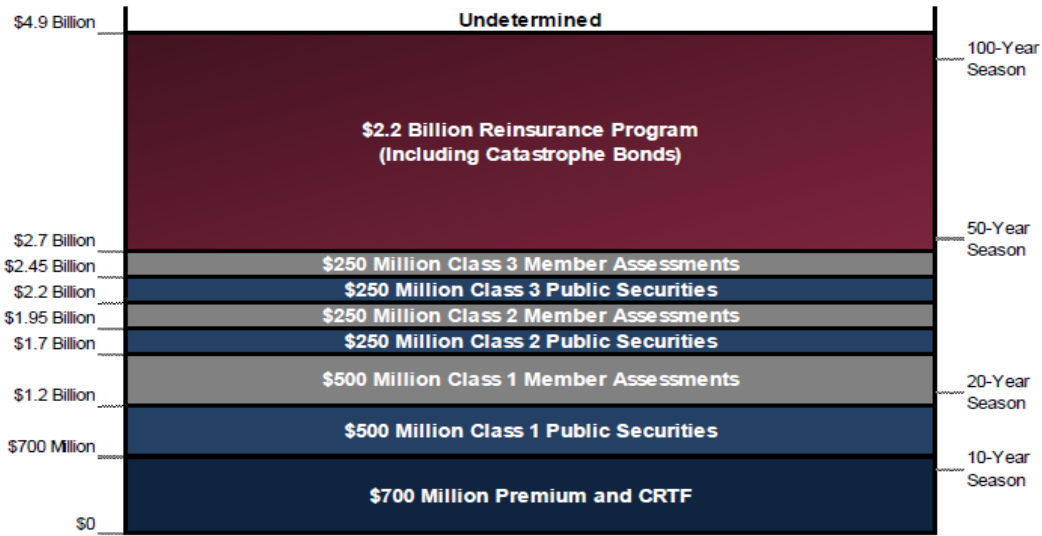 Undetermined
$4.9 Billion
100-Year
Season
$2.2 Billion Reinsurance Program
(Including Catastrophe Bonds)
50-Year
Season
$2.7 Billion
$250 Million Class 3 Member Assessments
$2.45 Billion
$250 Million Class 3 Public Securities
$2.2 Billion
$250 Million Class 2 Member Assessments
$1.95 Billion
$250 Million Class 2 Public Securities
$1.7 Billion
$500 Million Class 1 Member Assessments
20-Year
Season
$1.2 Billion
$500 Million Class 1 Public Securities
$700 Million
10-Year
Season
$700 Million Premium and CRTF
$0